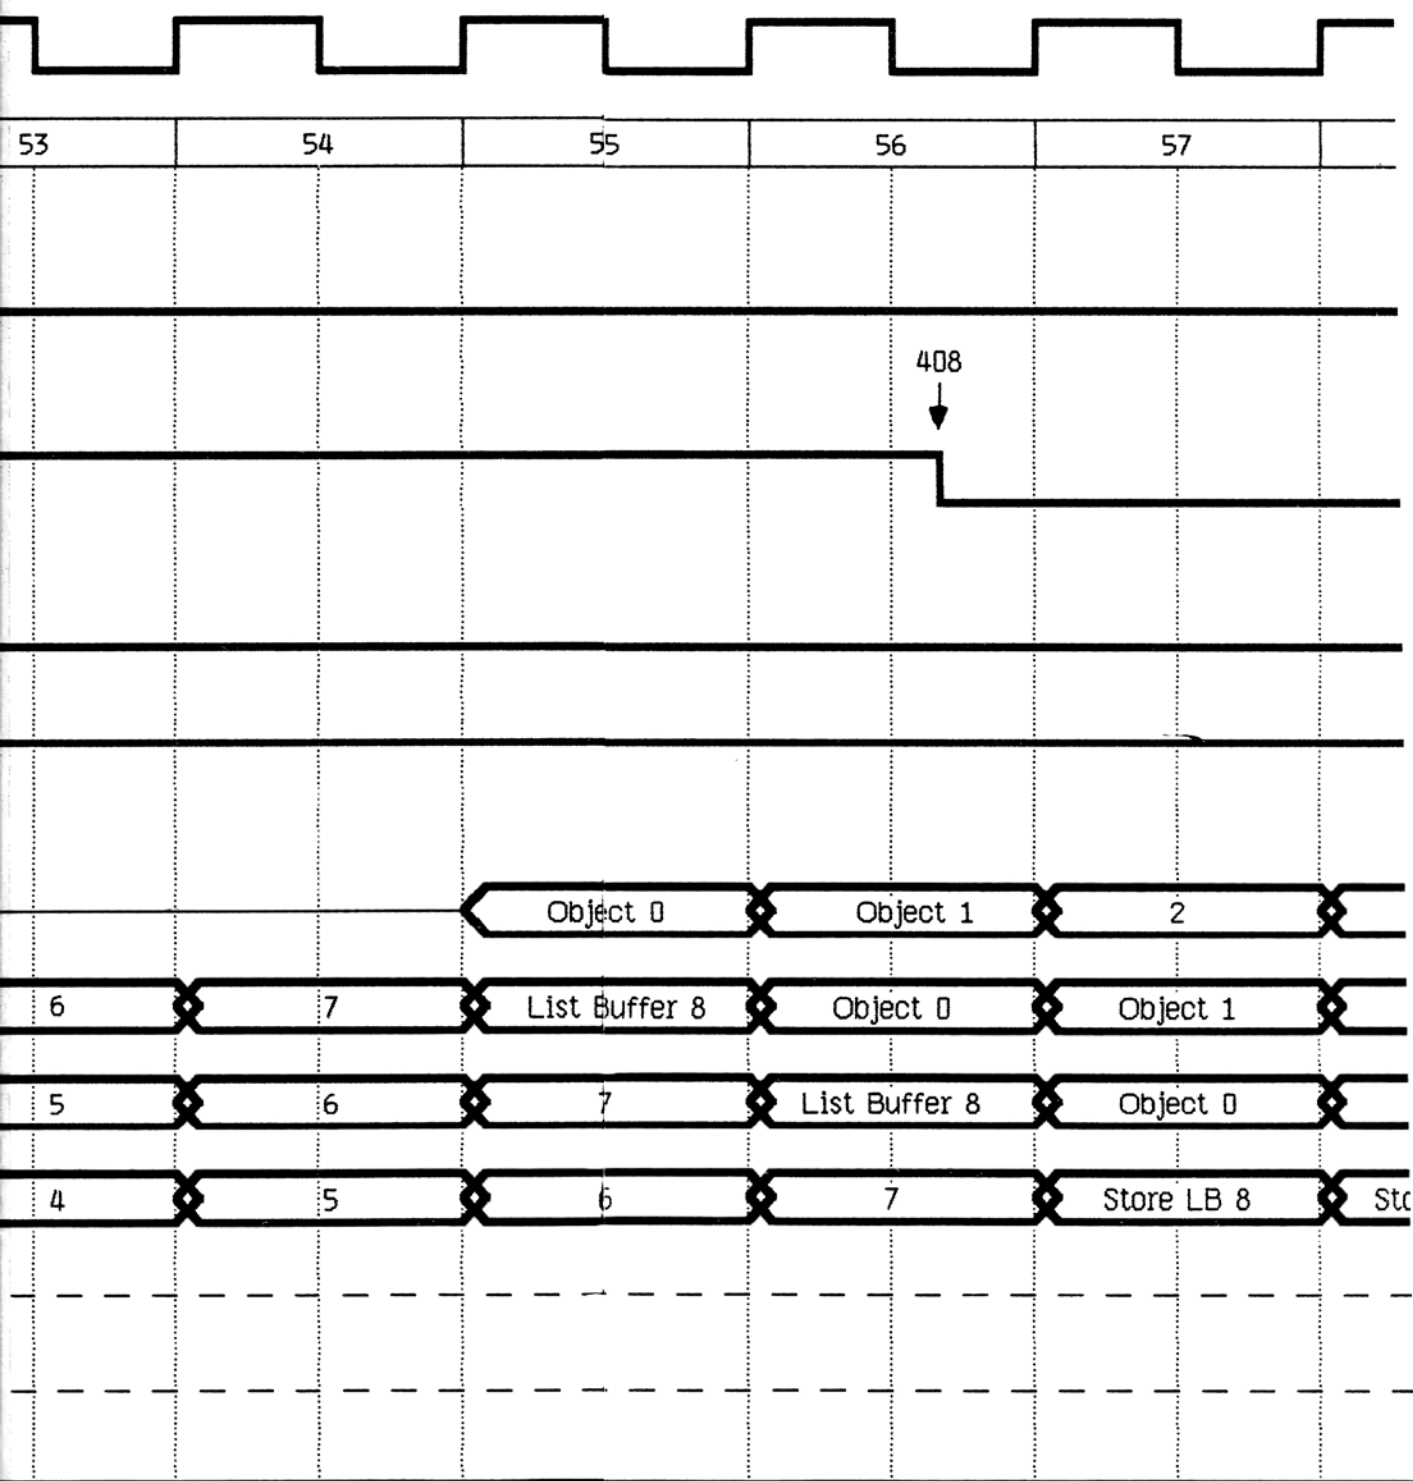 53 54 55 56 57
408
Object 0 Object 1 2
6 7 List Buffer 8 Object 0 Object 1
5 6 7 List Buffer 8 Object 0
4 5 6 7 Store LB 8 Sto